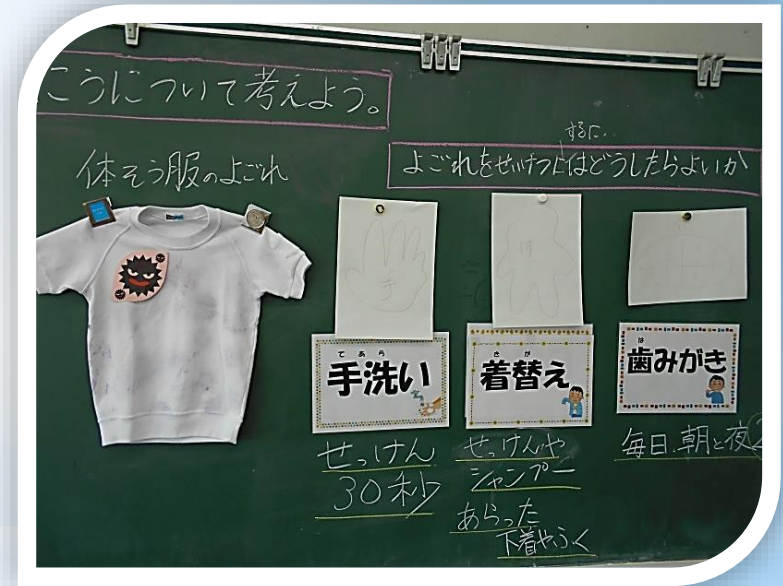 こうについて考えよう。
体そう服のよごれ
するに..
よごれをせいけつにはどうしたらよいか
き
てあら
手洗い
せっけん
30秒
きが
着替え
せっけんや
シャンプー
あらった
下着やふく
は
歯みがき
毎日.朝と夜